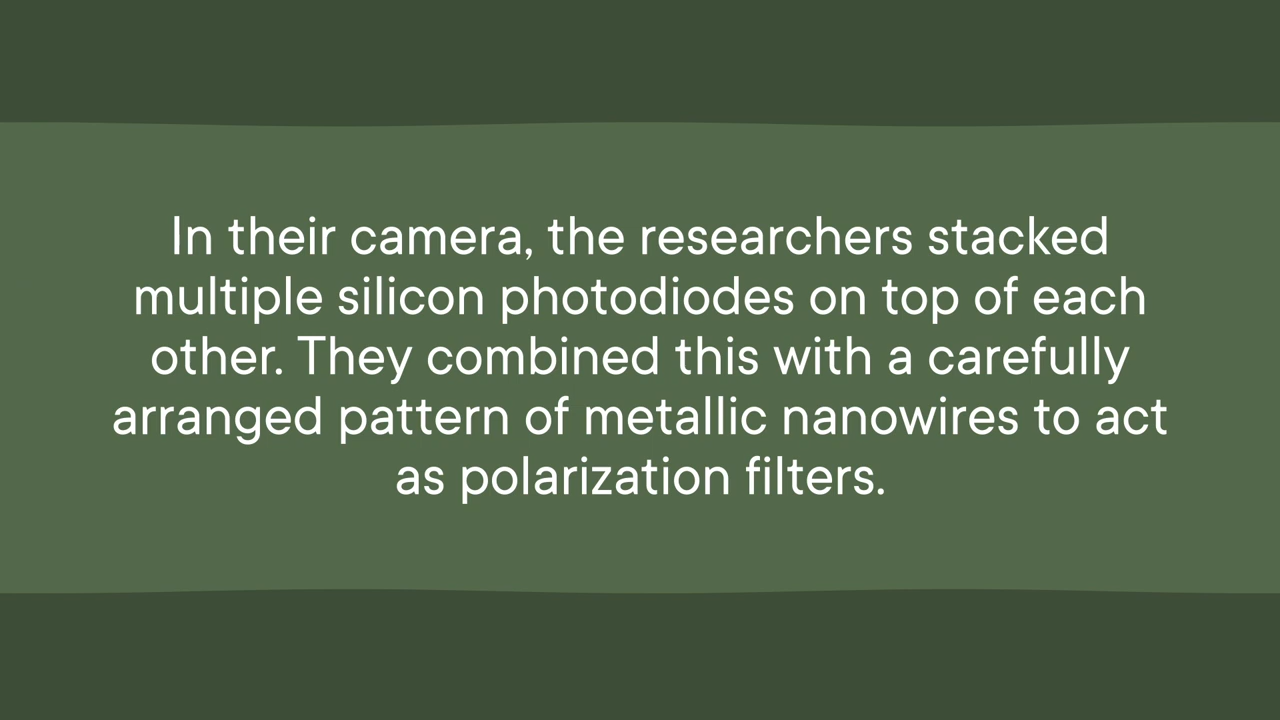 In their camera, the researchers stacked
multiple silicon photodiodes on top of each
other. They combined this with a carefully
arranged pattern of metallic nanowires to act
as polarization filters.